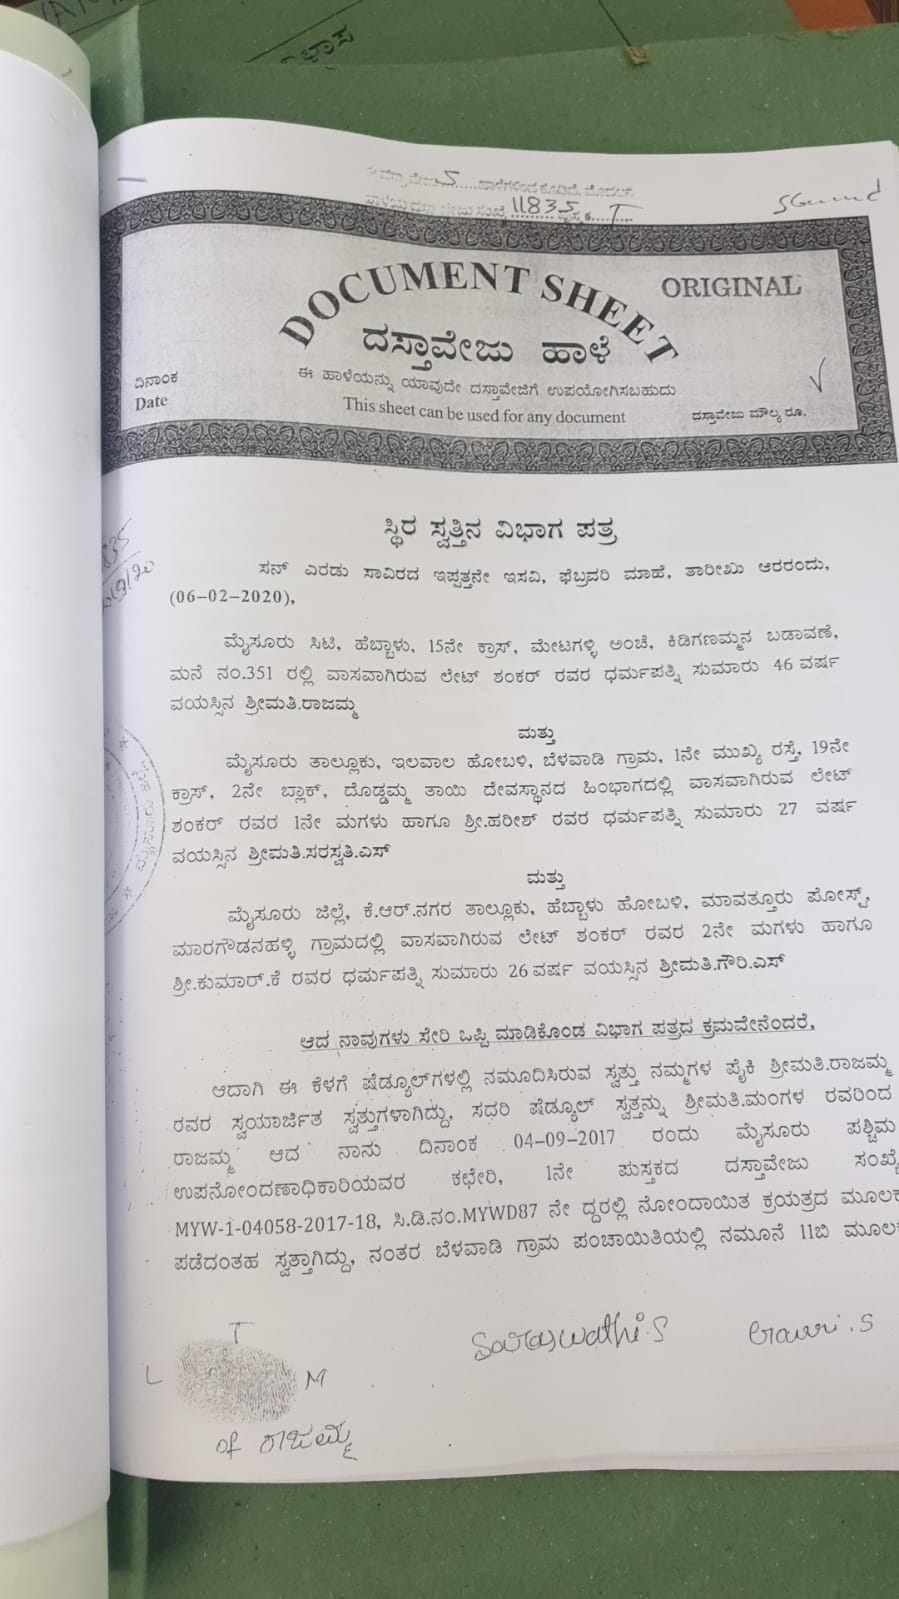 5 ಹಾಳೆಗಳಿಂದ ಕೂಡಿದೆ, ಮೊದಲನೆ
11835 T
DOCUMENT SHEET
ORIGINAL
ದಸ್ತಾವೇಜು ಹಾಳೆ
ದಿನಾಂಕ
ಈ ಹಾಳೆಯನ್ನು ಯಾವುದೇ ದಸ್ತಾವೇಜಿಗೆ ಉಪಯೋಗಿಸಬಹುದು
Date
This sheet can be used for any document
ದಸ್ತಾವೇಜು ಮೌಲ್ಯ ರೂ.
ಸ್ಥಿರ ಸ್ವತ್ತಿನ ವಿಭಾಗ ಪತ್ರ
ಸನ್ ಎರಡು ಸಾವಿರದ ಇಪ್ಪತ್ತನೇ ಇಸವಿ, ಫೆಬ್ರವರಿ ಮಾಹೆ, ತಾರೀಖು ಆರರಂದು,
(06-02-2020),
ಮೈಸೂರು ಸಿಟಿ, ಹೆಬ್ಬಾಳು, 15ನೇ ಕ್ರಾಸ್, ಮೇಟಗಳ್ಳಿ ಅಂಚೆ, ಕಿಡಿಗಣಮ್ಮನ ಬಡಾವಣೆ,
ಮನೆ ನಂ.351 ರಲ್ಲಿ ವಾಸವಾಗಿರುವ ಲೇಟ್ ಶಂಕರ್ ರವರ ಧರ್ಮಪತ್ನಿ ಸುಮಾರು 46 ವರ್ಷ
ವಯಸ್ಸಿನ ಶ್ರೀಮತಿ.ರಾಜಮ್ಮ
ಮತ್ತು
ಮೈಸೂರು ತಾಲ್ಲೂಕು, ಇಲವಾಲ ಹೋಬಳಿ, ಬೆಳವಾಡಿ ಗ್ರಾಮ, 1ನೇ ಮುಖ್ಯ ರಸ್ತೆ, 19ನೇ
ಕ್ರಾಸ್, 2ನೇ ಬ್ಲಾಕ್, ದೊಡ್ಡಮ್ಮ ತಾಯಿ ದೇವಸ್ಥಾನದ ಹಿಂಭಾಗದಲ್ಲಿ ವಾಸವಾಗಿರುವ ಲೇಟ್
ಶಂಕರ್ ರವರ 1ನೇ ಮಗಳು ಹಾಗೂ ಶ್ರೀ.ಹರೀಶ್ ರವರ ಧರ್ಮಪತ್ನಿ ಸುಮಾರು 27 ವರ್ಷ
ವಯಸ್ಸಿನ ಶ್ರೀಮತಿ.ಸರಸ್ವತಿ.ಎಸ್
ಮತ್ತು
ಮೈಸೂರು ಜಿಲ್ಲೆ, ಕೆ.ಆರ್.ನಗರ ತಾಲ್ಲೂಕು, ಹೆಬ್ಬಾಳು ಹೋಬಳಿ, ಮಾವತ್ತೂರು ಪೋಸ್ಟ್,
ಮಾರಗೌಡನಹಳ್ಳಿ ಗ್ರಾಮದಲ್ಲಿ ವಾಸವಾಗಿರುವ ಲೇಟ್ ಶಂಕರ್ ರವರ 2ನೇ ಮಗಳು ಹಾಗೂ
ಶ್ರೀ.ಕುಮಾರ್.ಕೆ ರವರ ಧರ್ಮಪತ್ನಿ ಸುಮಾರು 26 ವರ್ಷ ವಯಸ್ಸಿನ ಶ್ರೀಮತಿ.ಗೌರಿ.ಎಸ್
ಆದ ನಾವುಗಳು ಸೇರಿ ಒಪ್ಪಿ ಮಾಡಿಕೊಂಡ ವಿಭಾಗ ಪತ್ರದ ಕ್ರಮವೇನೆಂದರೆ,
ಆದಾಗಿ ಈ ಕೆಳಗೆ ಷೆಡ್ಯೂಲ್‌ಗಳಲ್ಲಿ ನಮೂದಿಸಿರುವ ಸ್ವತ್ತು ನಮ್ಮಗಳ ಪೈಕಿ ಶ್ರೀಮತಿ.ರಾಜಮ್ಮ
ರವರ ಸ್ವಯಾರ್ಜಿತ ಸ್ವತ್ತುಗಳಾಗಿದ್ದು, ಸಧರಿ ಷೆಡ್ಯೂಲ್ ಸ್ವತ್ತನ್ನು ಶ್ರೀಮತಿ.ಮಂಗಳ ರವರಿಂದ
ರಾಜಮ್ಮ ಆದ ನಾನು ದಿನಾಂಕ 04-09-2017 ರಂದು ಮೈಸೂರು ಪಶ್ಚಿಮ
ಉಪನೋಂದಣಾಧಿಕಾರಿಯವರ ಕಛೇರಿ, 1ನೇ ಪುಸ್ತಕದ ದಸ್ತಾವೇಜು ಸಂಖ್ಯೆ
MYW-1-04058-2017-18, ಸಿ.ಡಿ.ನಂ.MYWD87 ನೇ ದ್ದರಲ್ಲಿ ನೋಂದಾಯಿತ ಕ್ರಯತ್ರದ ಮೂಲಕ
ಪಡೆದಂತಹ ಸ್ವತ್ತಾಗಿದ್ದು, ನಂತರ ಬೆಳವಾಡಿ ಗ್ರಾಮ ಪಂಚಾಯಿತಿಯಲ್ಲಿ ನಮೂನೆ 11ಬಿ ಮೂಲಕ
L T M
of ರಾಜಮ್ಮ
Saraswathi.S
Gawri.S